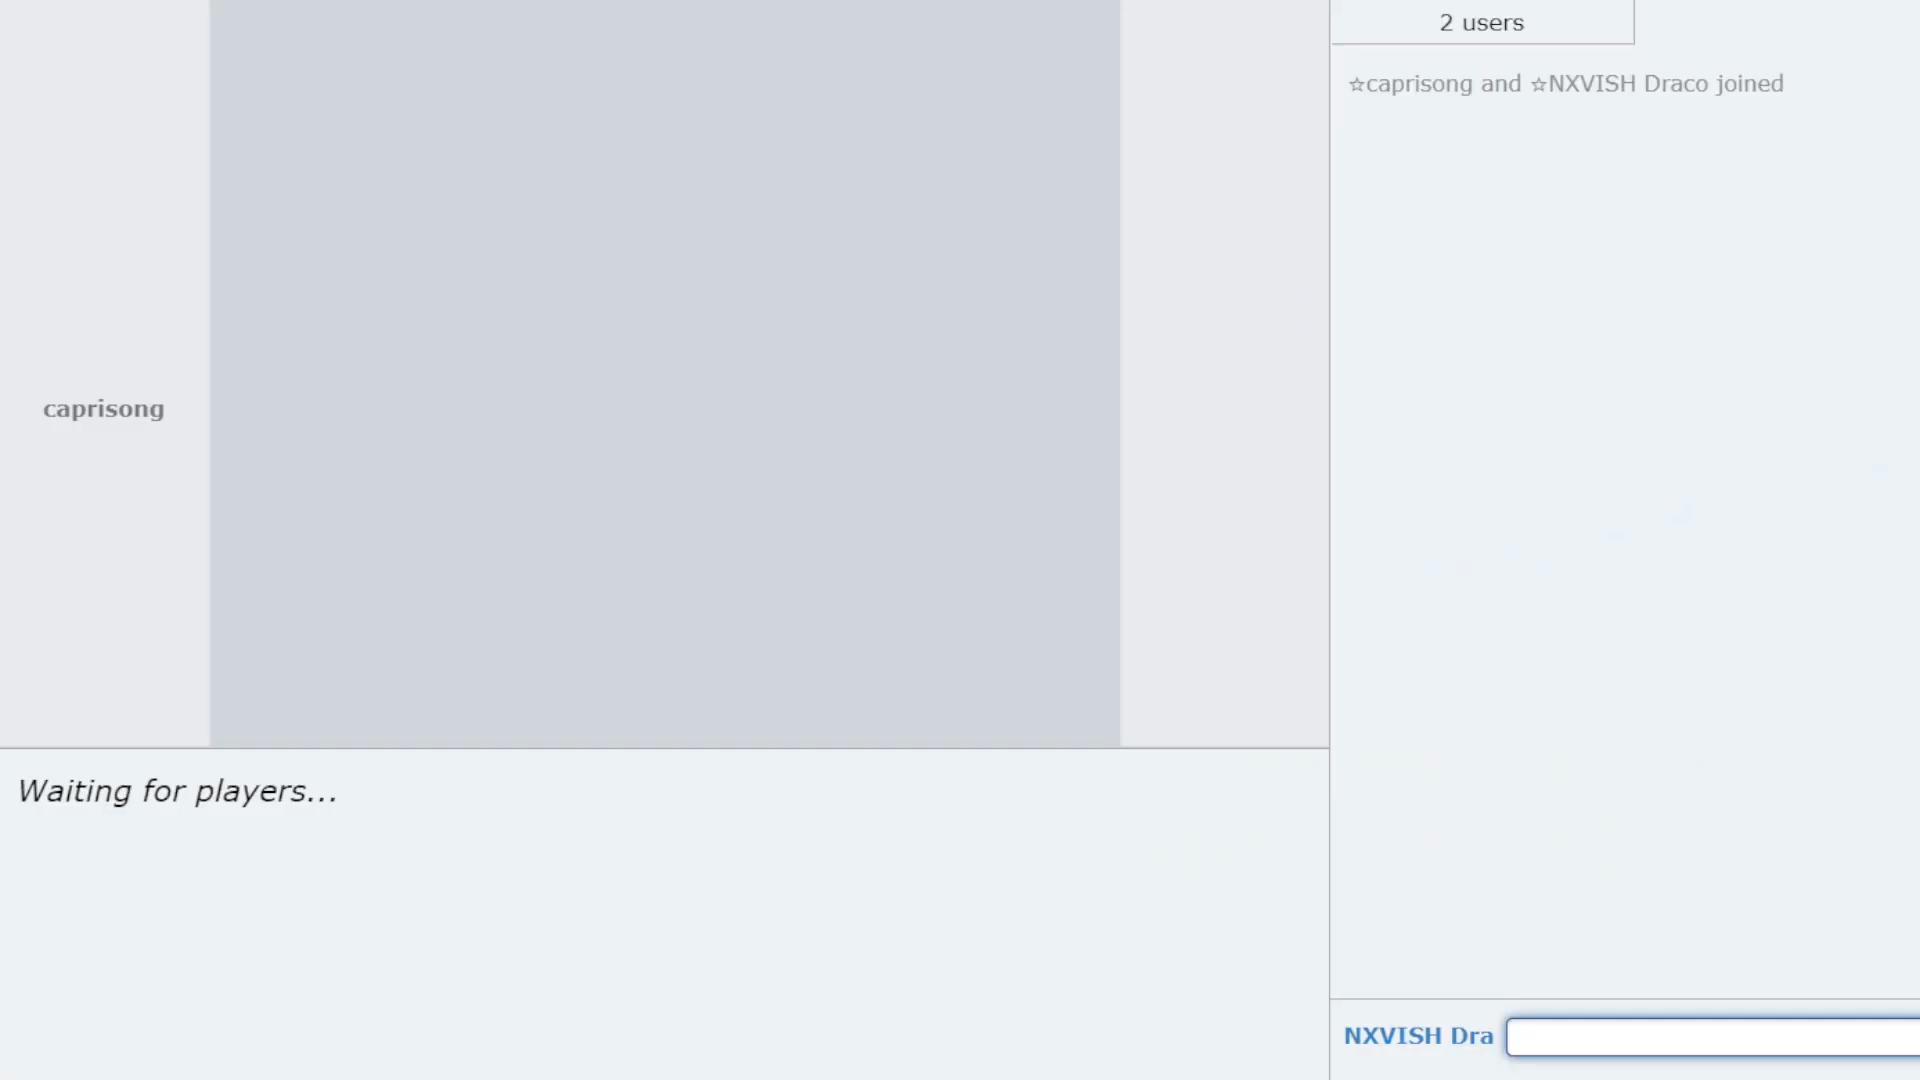 2 users
☆caprisong and ☆NXVISH Draco joined
caprisong
Waiting for players...
NXVISH Dra